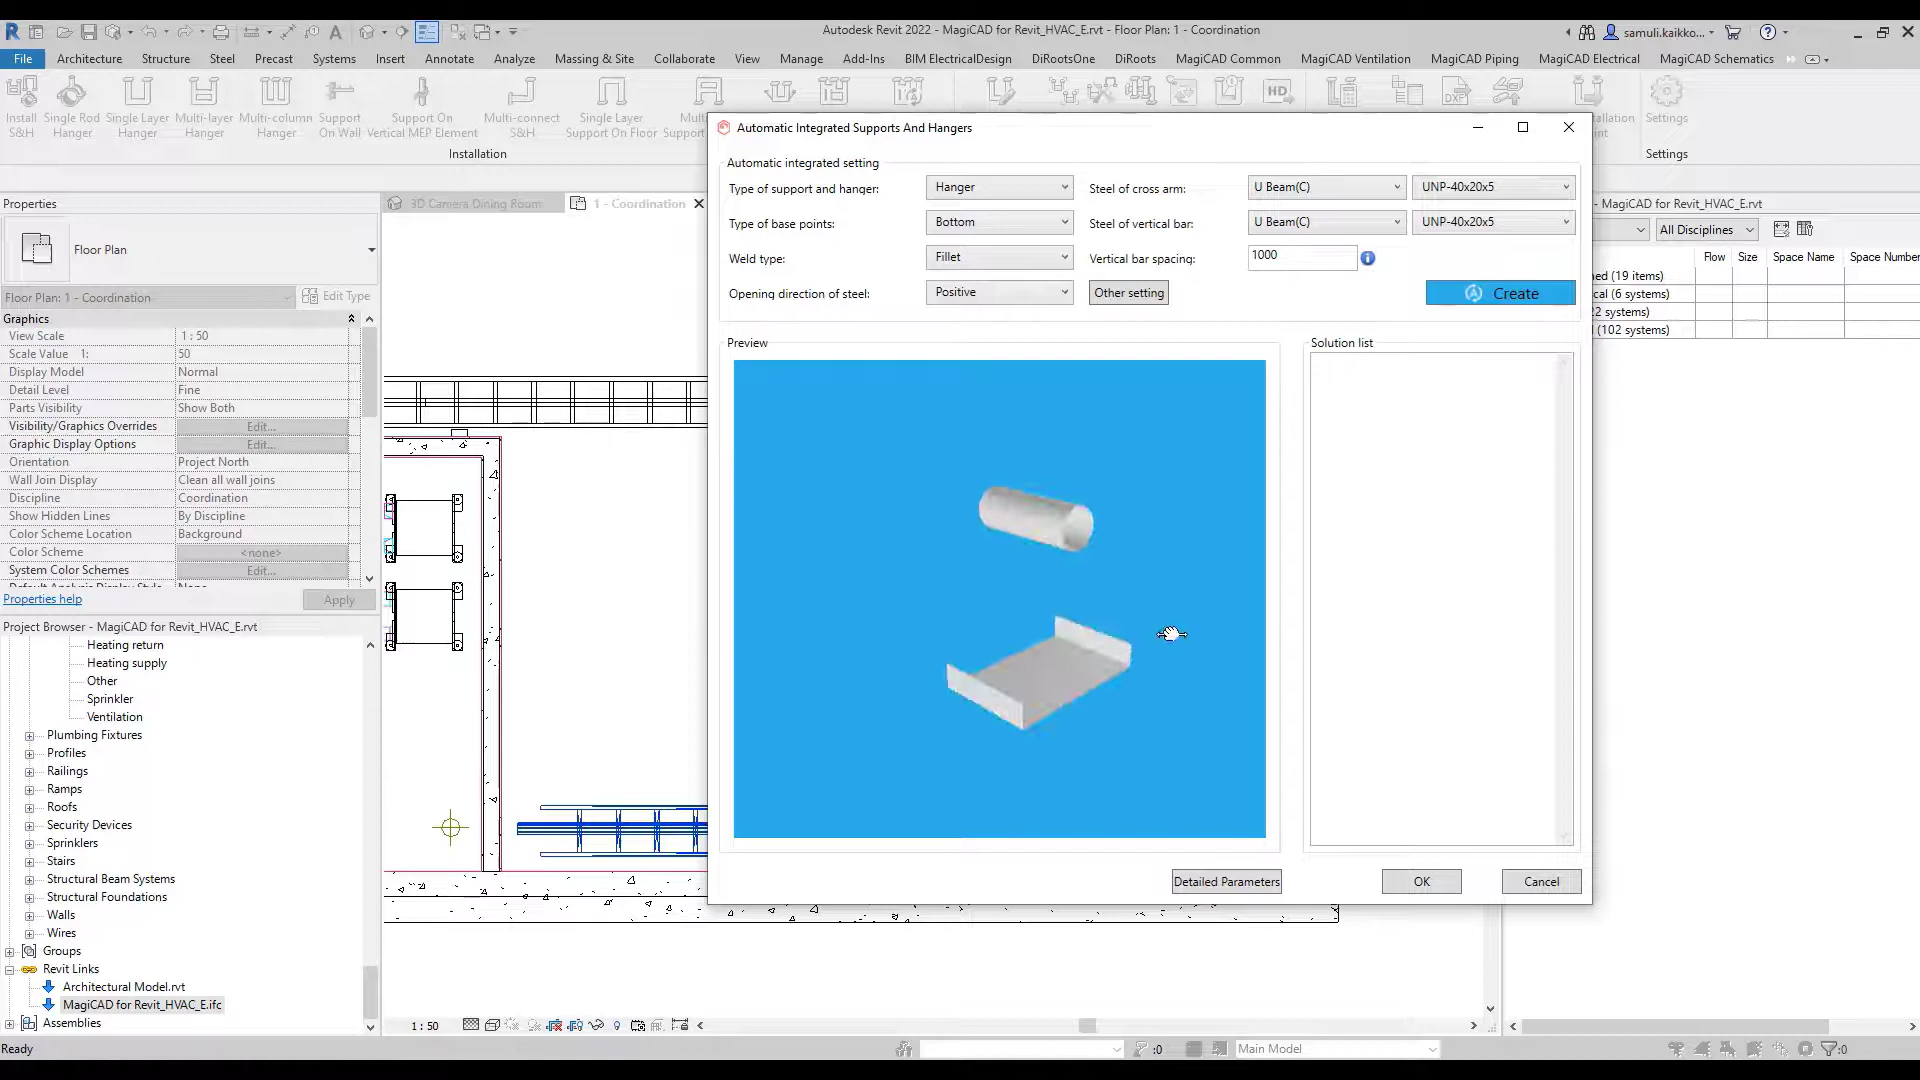 Autodesk Revit 2022 - MagiCAD for Revit_HVAC_E.rvt - Floor Plan: 1 - Coordination
samuli.kaikko...
File Architecture Structure Steel Precast Systems Insert Annotate Analyze Massing & Site Collaborate View Manage Add-Ins BIM ElectricalDesign DiRootsOne DiRoots MagiCAD Common MagiCAD Ventilation MagiCAD Piping MagiCAD Electrical MagiCAD Schematics
Install S&H
Single Rod Hanger
Single Layer Hanger
Multi-layer Hanger
Multi-column Hanger
Support On Wall
Support On Vertical MEP Element
Multi-connect S&H
Single Layer Support On Floor
HD
DXF
Settings
Installation
Settings
Automatic Integrated Supports And Hangers
Automatic integrated setting
Type of support and hanger: Hanger Steel of cross arm: U Beam(C) UNP-40x20x5
Type of base points: Bottom Steel of vertical bar: U Beam(C) UNP-40x20x5
Weld type: Fillet Vertical bar spacing: 1000
Opening direction of steel: Positive Other setting Create
Preview
Solution list
Detailed Parameters OK Cancel
Properties
3D Camera Dining Room
1 - Coordination
Floor Plan
Floor Plan: 1 - Coordination Edit Type
Graphics
View Scale 1 : 50
Scale Value 1: 50
Display Model Normal
Detail Level Fine
Parts Visibility Show Both
Visibility/Graphics Overrides Edit...
Graphic Display Options Edit...
Orientation Project North
Wall Join Display Clean all wall joins
Discipline Coordination
Show Hidden Lines By Discipline
Color Scheme Location Background
Color Scheme <none>
System Color Schemes Edit...
Properties help Apply
Project Browser - MagiCAD for Revit_HVAC_E.rvt
Heating return
Heating supply
Other
Sprinkler
Ventilation
Plumbing Fixtures
Profiles
Railings
Ramps
Roofs
Security Devices
Sprinklers
Stairs
Structural Beam Systems
Structural Foundations
Walls
Wires
Groups
Revit Links
Architectural Model.rvt
MagiCAD for Revit_HVAC_E.ifc
Assemblies
- MagiCAD for Revit_HVAC_E.rvt
All Disciplines
Flow Size Space Name Space Number
ned (19 items)
cal (6 systems)
22 systems)
l (102 systems)
1 : 50
Ready
:0
Main Model
:0